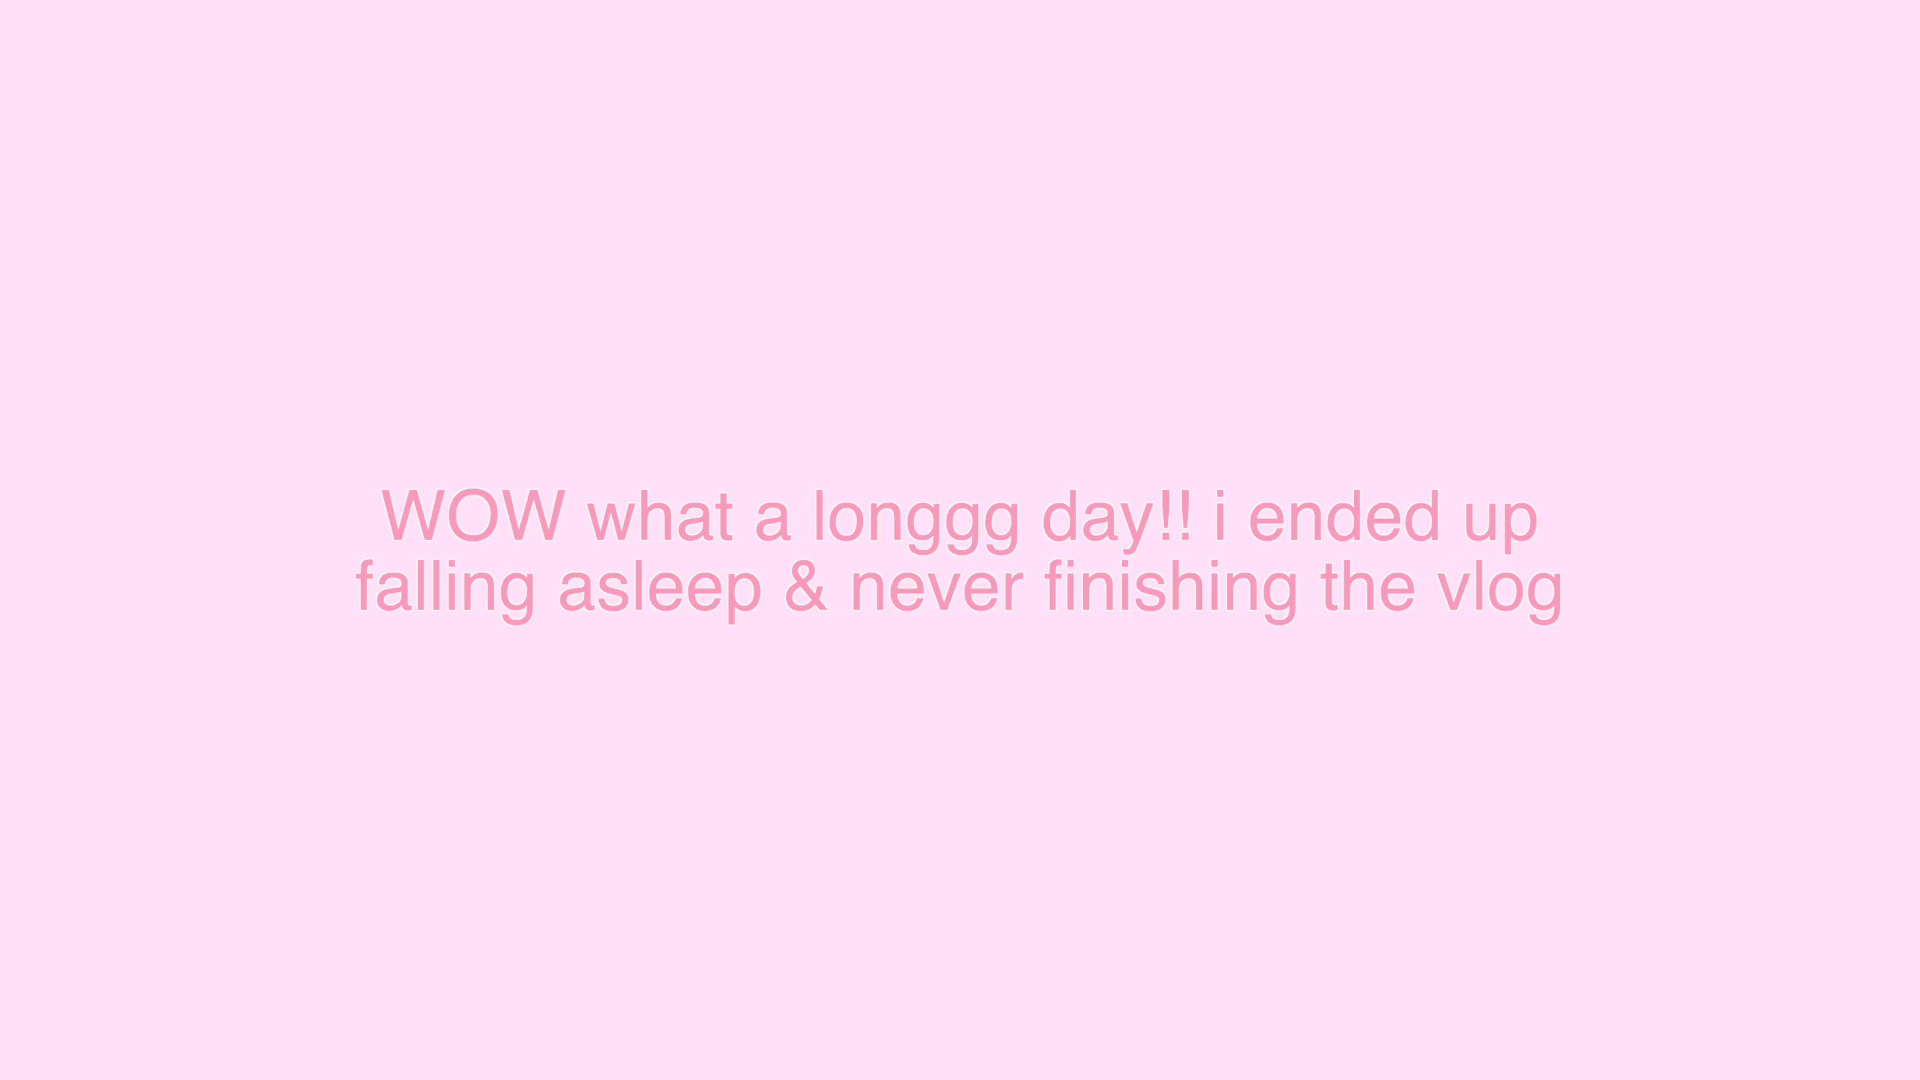 WOW what a longgg day!! i ended up
falling asleep & never finishing the vlog